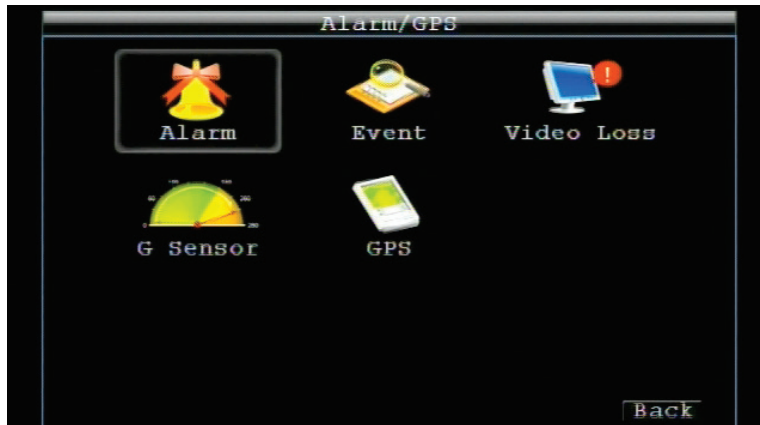 Alarm/GPS
Alarm
Event
Video Loss
G Sensor
GPS
Back